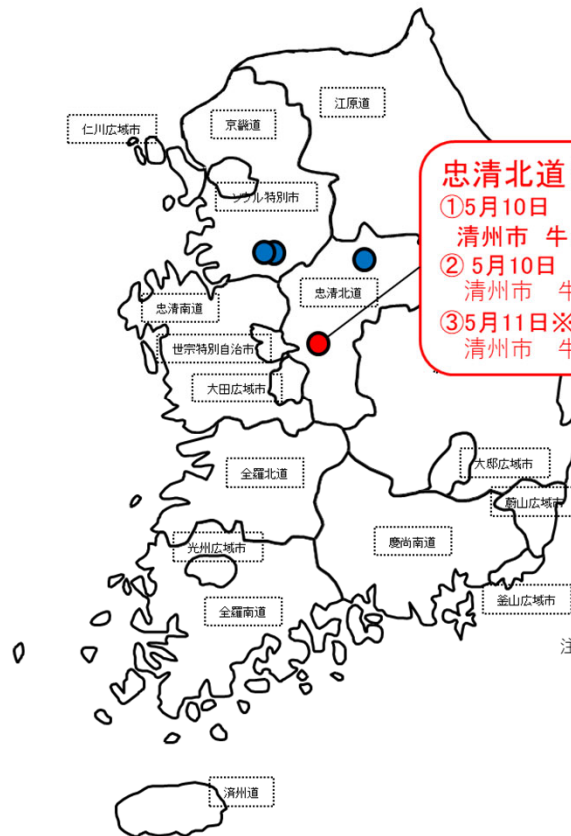 江原道
京畿道
仁川広域市
ソウル特別市
忠清北道
①5月10日
清州市 牛
② 5月10日
清州市 牛
③5月11日※
清州市 牛
忠清北道
忠清南道
世宗特別自治市
大田広域市
全羅北道
大邱広域市
蔚山広域市
慶尚南道
光州広域市
釜山広域市
全羅南道
注
済州道